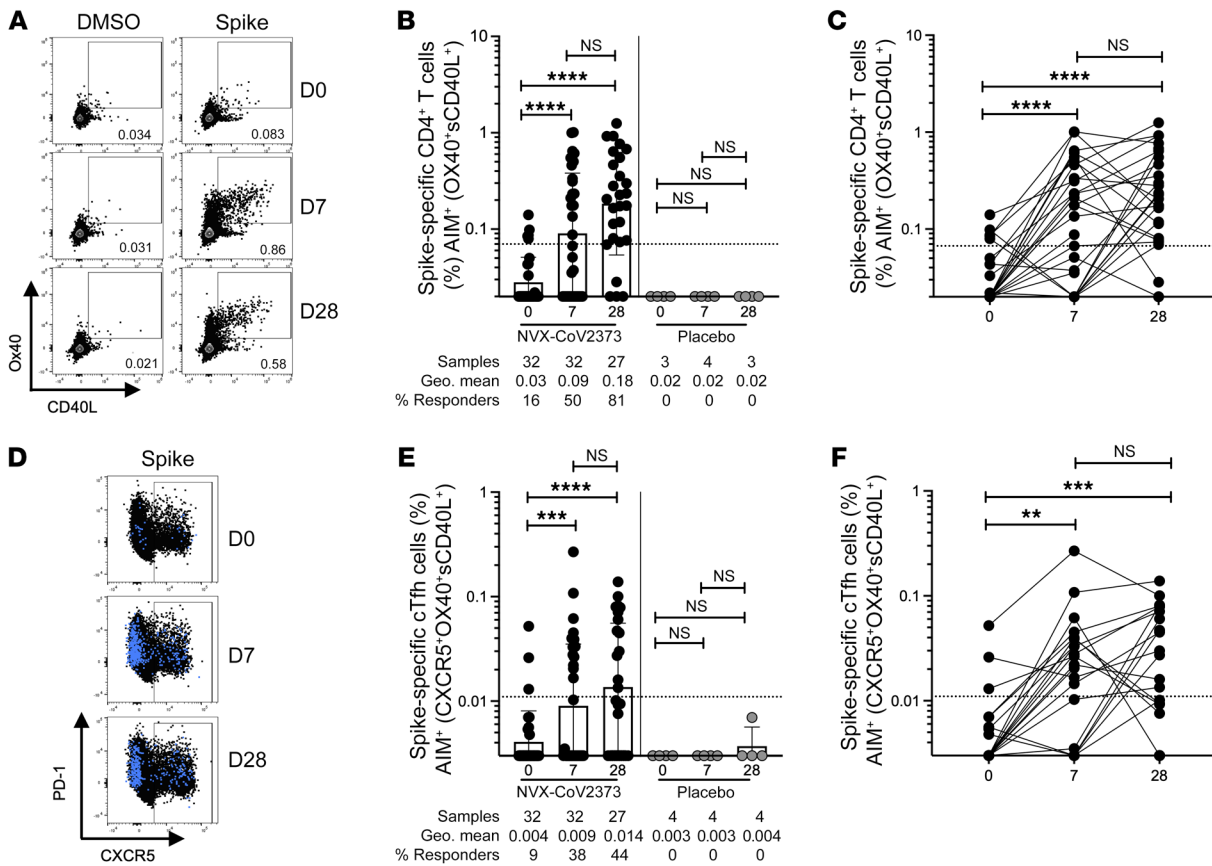 A
DMSO
Spike
D0
0.034
0.083
D7
0.031
0.86
D28
0.021
0.58
Ox40
CD40L
B
Spike-specific CD4+ T cells
(%) AIM+ (OX40+sCD40L+)
10
1
0.1
NS
****
****
NS
NS
NS
0 7 28 0 7 28
NVX-CoV2373 Placebo
Samples 32 32 27 3 4 3
Geo. mean 0.03 0.09 0.18 0.02 0.02 0.02
% Responders 16 50 81 0 0 0
C
Spike-specific CD4+ T cells
(%) AIM+ (OX40+sCD40L+)
10
1
0.1
NS
****
****
0 7 28
D
Spike
D0
D7
D28
PD-1
CXCR5
E
Spike-specific cTfh cells (%)
AIM+ (CXCR5+OX40+sCD40L+)
1
0.1
0.01
NS
****
***
NS
NS
NS
0 7 28 0 7 28
NVX-CoV2373 Placebo
Samples 32 32 27 4 4 4
Geo. mean 0.004 0.009 0.014 0.003 0.003 0.004
% Responders 9 38 44 0 0 0
F
Spike-specific cTfh cells (%)
AIM+ (CXCR5+OX40+sCD40L+)
1
0.1
0.01
NS
***
**
0 7 28